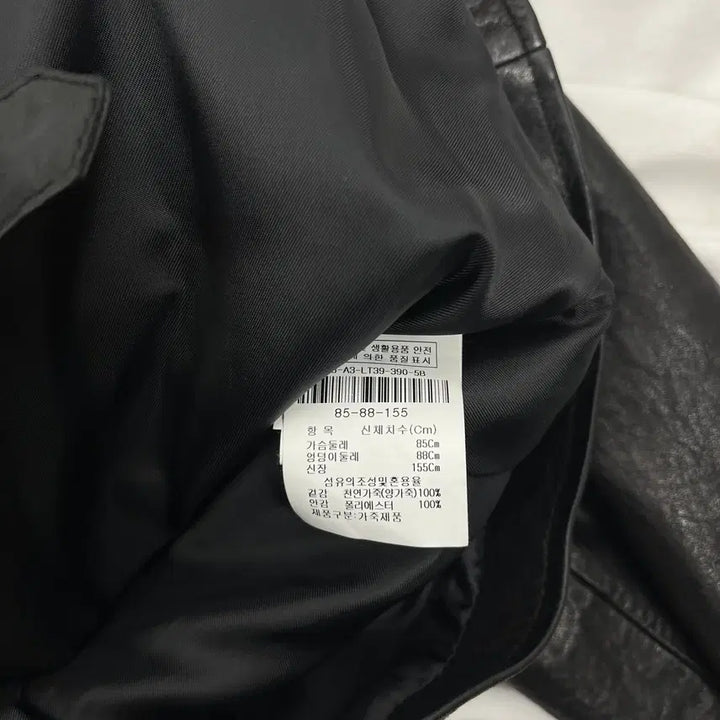 생활용품 안전
의한 품질표시
-A3-LT39-390-5B
85-88-155
항 목 신체치수(Cm)
가슴둘레 85Cm
엉덩이둘레 88Cm
신장 155Cm
섬유의조성및혼용율
겉감 천연가죽(양가죽)100%
안감 폴리에스터 100%
제품구분:가죽제품